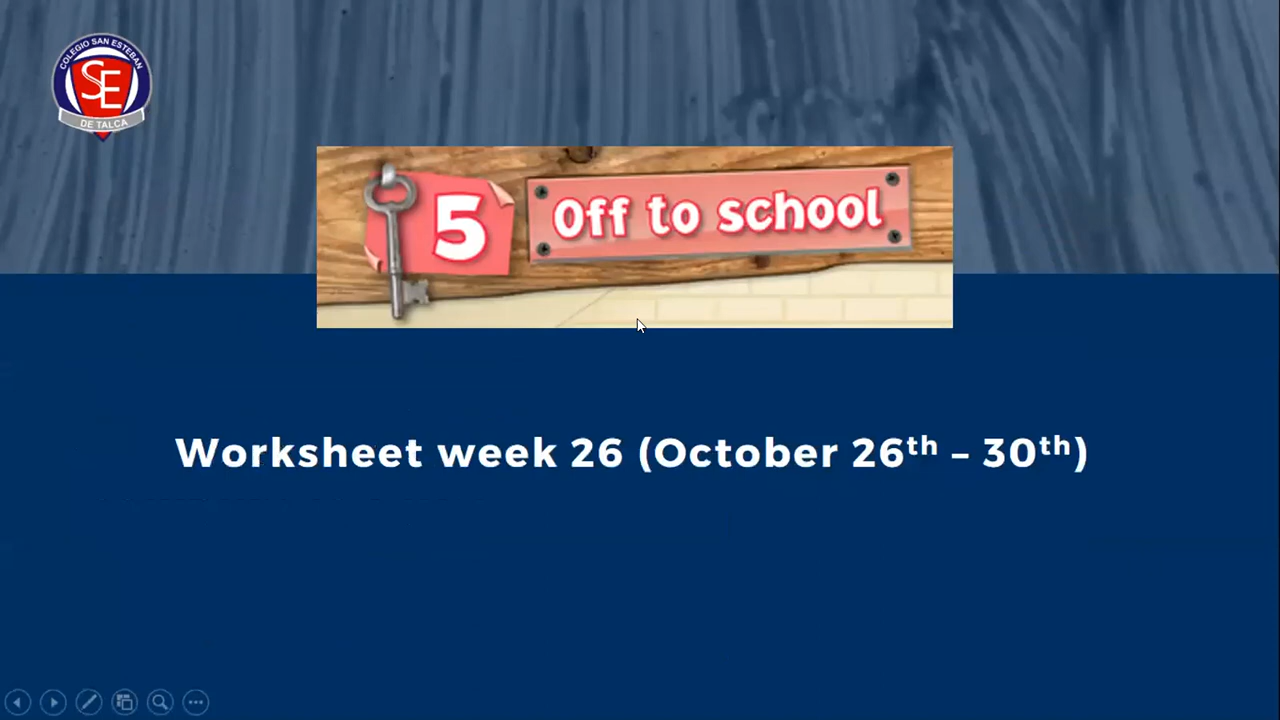 COLEGIO SAN ESTEBAN
SE
DE TALCA
5 Off to school
Worksheet week 26 (October 26th – 30th)